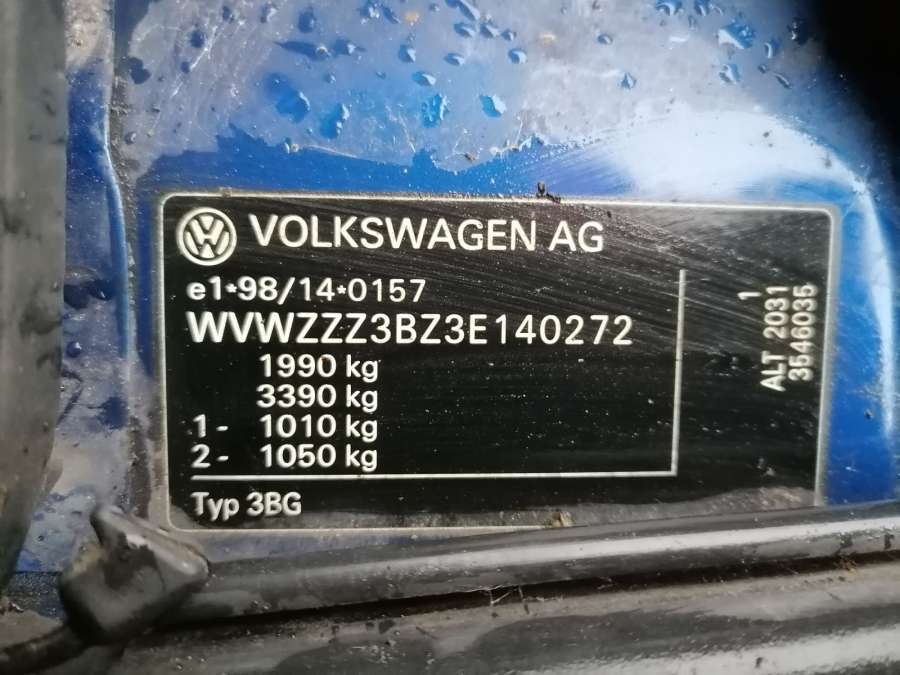 VOLKSWAGEN AG
e1*98/14*0157
WVWZZZ3BZ3E140272
1990 kg
3390 kg
1- 1010 kg
2- 1050 kg
Typ 3BG
1
ALT 2031
3546035